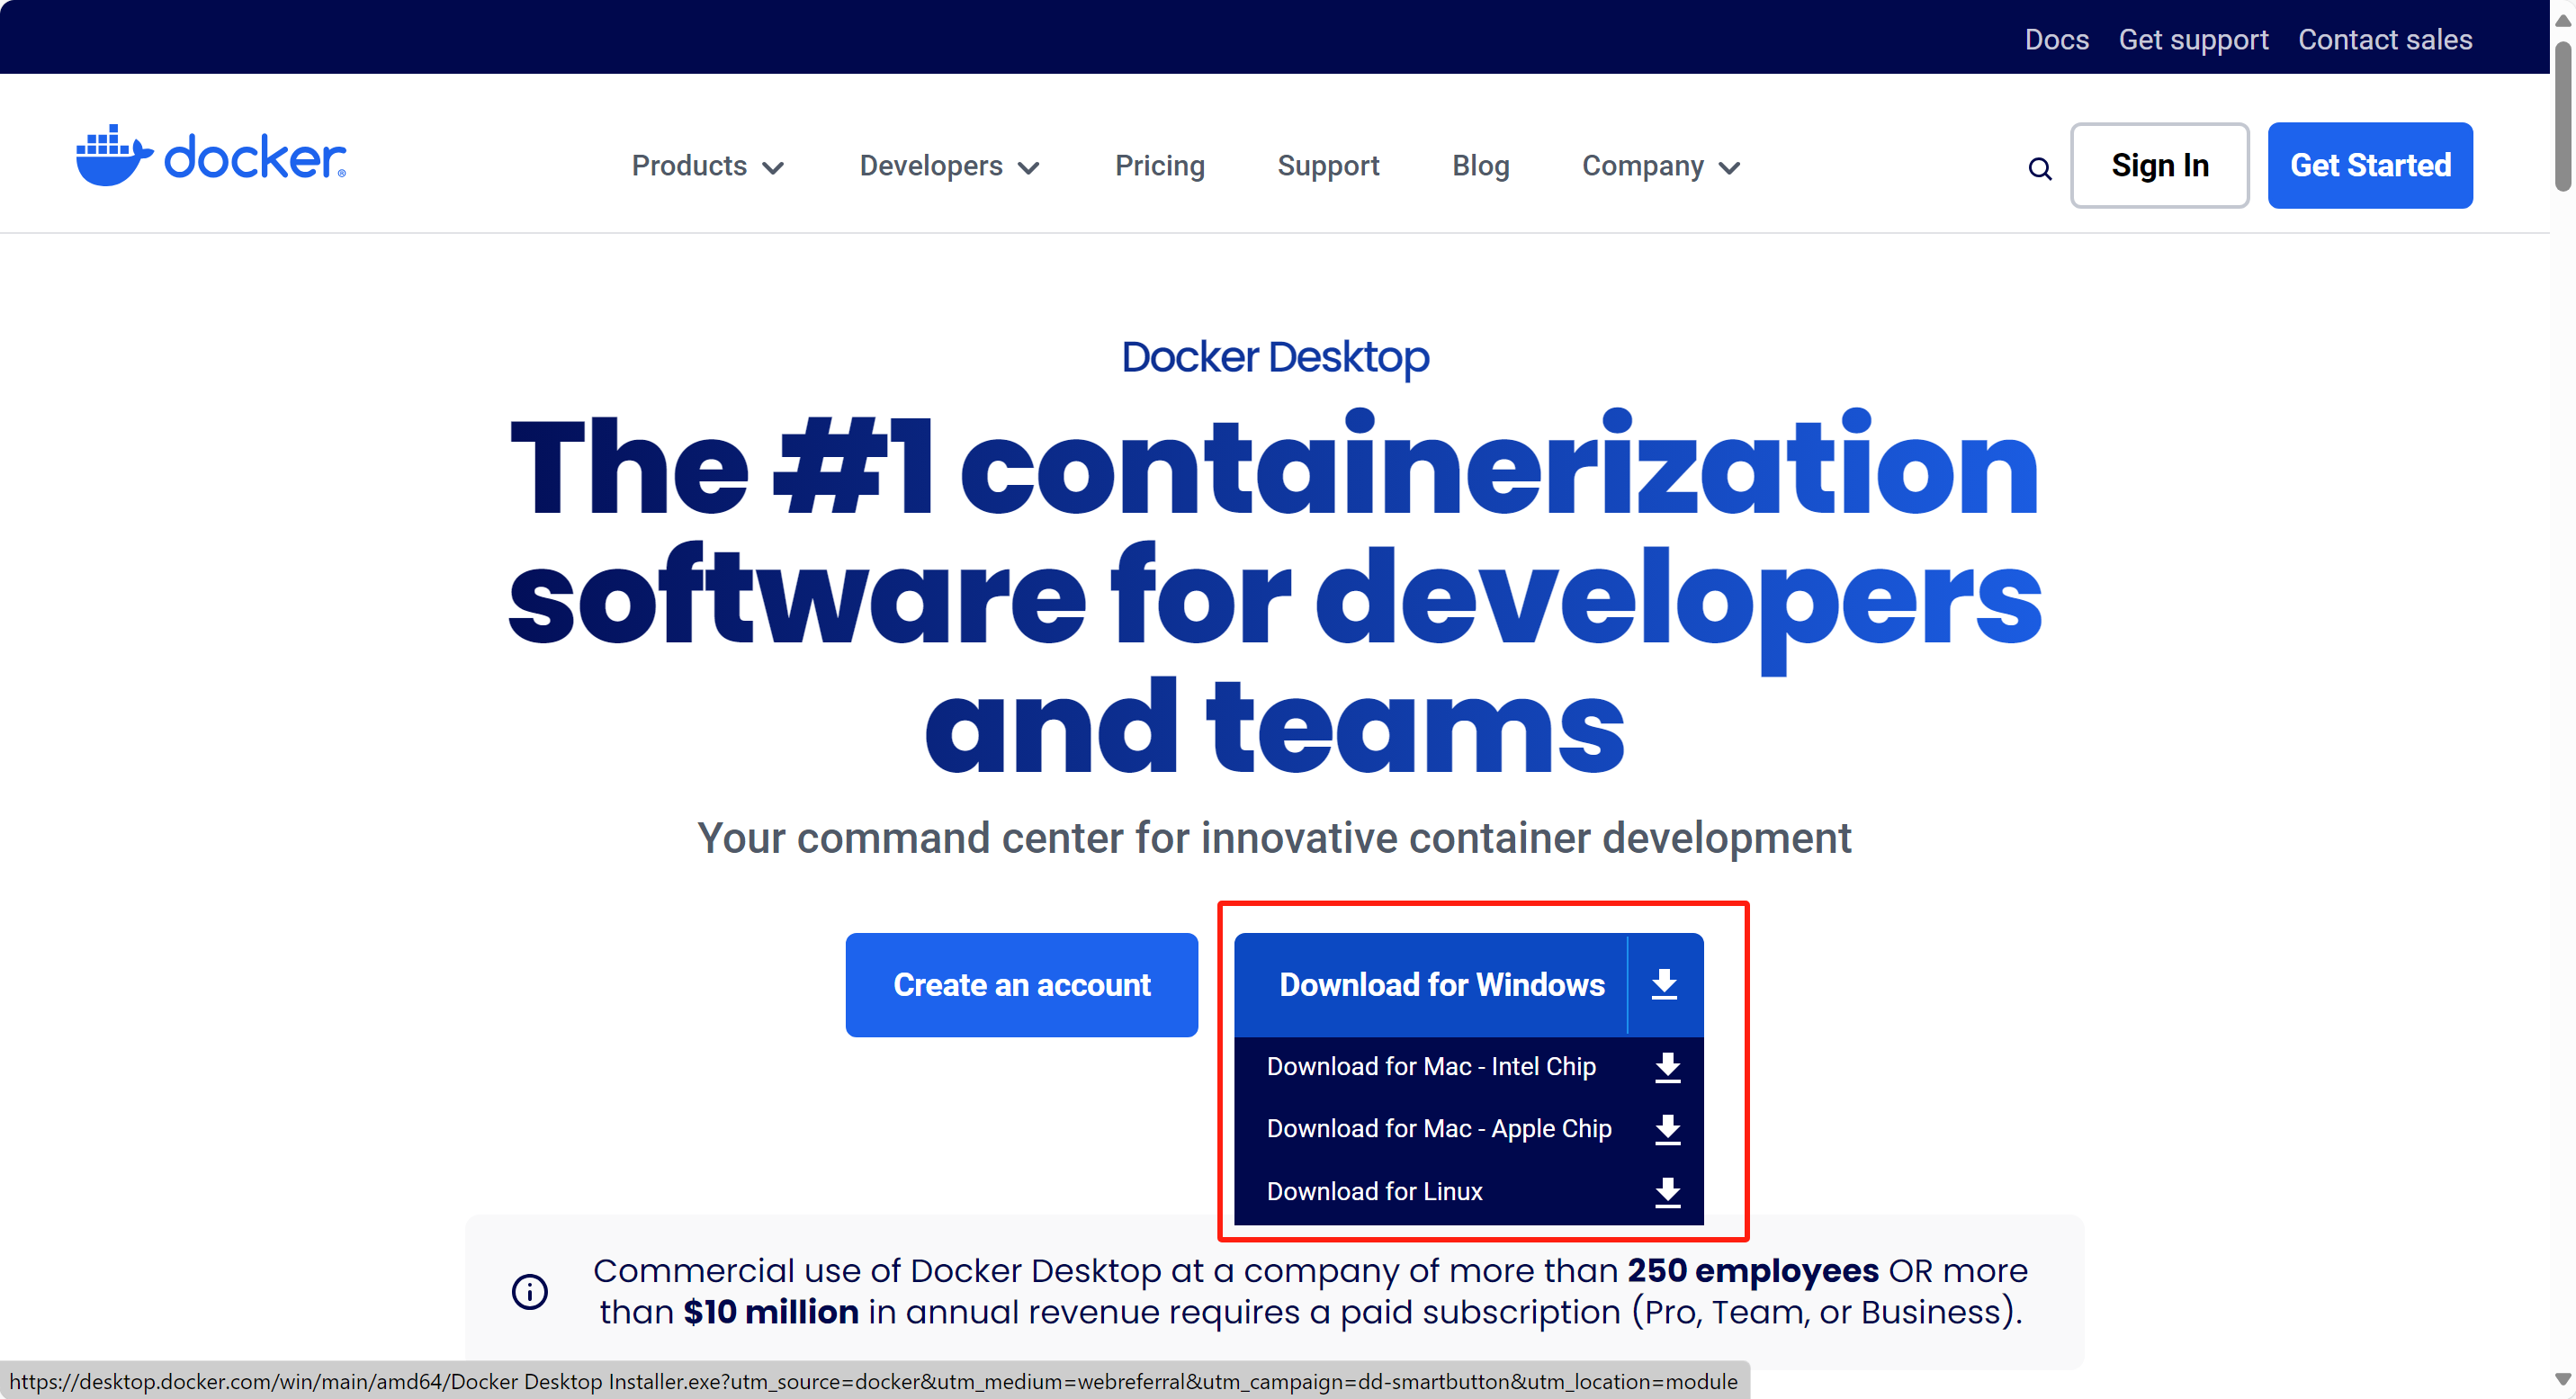 Docs Get support Contact sales
docker®
Products Developers Pricing Support Blog Company Sign In Get Started
Docker Desktop
The #1 containerization
software for developers
and teams
Your command center for innovative container development
Create an account
Download for Windows
Download for Mac - Intel Chip
Download for Mac - Apple Chip
Download for Linux
Commercial use of Docker Desktop at a company of more than 250 employees OR more
than $10 million in annual revenue requires a paid subscription (Pro, Team, or Business).
https://desktop.docker.com/win/main/amd64/Docker Desktop Installer.exe?utm_source=docker&utm_medium=webreferral&utm_campaign=dd-smartbutton&utm_location=module